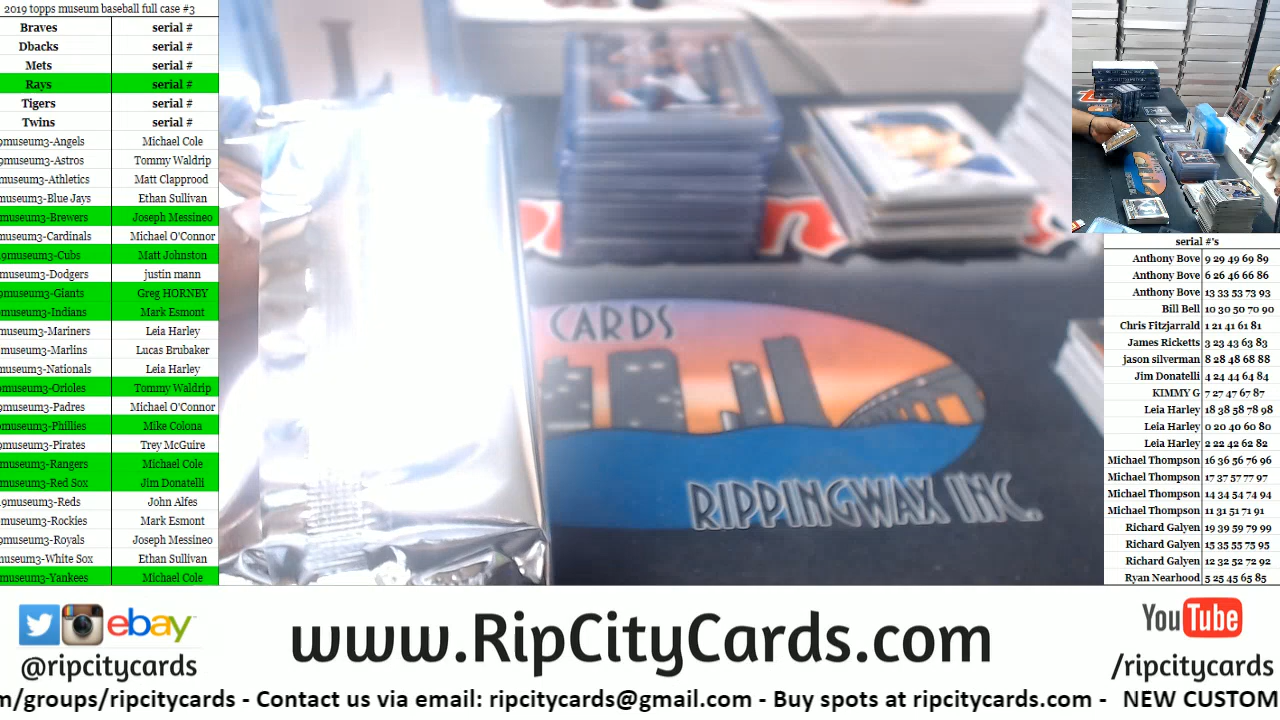 2019 topps museum baseball full case #3
Braves serial #
Dbacks serial #
Mets serial #
Rays serial #
Tigers serial #
Twins serial #
9museum3-Angels Michael Cole
9museum3-Astros Tommy Waldrip
museum3-Athletics Matt Clapprood
museum3-Blue Jays Ethan Sullivan
museum3-Brewers Joseph Messineo
museum3-Cardinals Michael O'Connor
9museum3-Cubs Matt Johnston
museum3-Dodgers justin mann
museum3-Giants Greg HORNBY
museum3-Indians Mark Esmont
museum3-Mariners Leia Harley
museum3-Marlins Lucas Brubaker
museum3-Nationals Leia Harley
museum3-Orioles Tommy Waldrip
museum3-Padres Michael O'Connor
museum3-Phillies Mike Colona
museum3-Pirates Trey McGuire
museum3-Rangers Michael Cole
museum3-Red Sox Jim Donatelli
19museum3-Reds John Alfes
museum3-Rockies Mark Esmont
museum3-Royals Joseph Messineo
museum3-White Sox Ethan Sullivan
museum3-Yankees Michael Cole
CARDS
RIPPINGWAX INC.
serial #'s
Anthony Bove 9 29 49 69 89
Anthony Bove 6 26 46 66 86
Anthony Bove 13 33 53 73 93
Bill Bell 10 30 50 70 90
Chris Fitzjarrald 1 21 41 61 81
James Ricketts 3 23 43 63 83
jason silverman 8 28 48 68 88
Jim Donatelli 4 24 44 64 84
KIMMY G 7 27 47 67 87
Leia Harley 18 38 58 78 98
Leia Harley 0 20 40 60 80
Leia Harley 2 22 42 62 82
Michael Thompson 16 36 56 76 96
Michael Thompson 17 37 57 77 97
Michael Thompson 14 34 54 74 94
Michael Thompson 11 31 51 71 91
Richard Galyen 19 39 59 79 99
Richard Galyen 15 35 55 75 95
Richard Galyen 12 32 52 72 92
Ryan Nearhood 5 25 45 65 85
ebay
@ripcitycards
www.RipCityCards.com
YouTube
/ripcitycards
m/groups/ripcitycards - Contact us via email: ripcitycards@gmail.com - Buy spots at ripcitycards.com - NEW CUSTOM